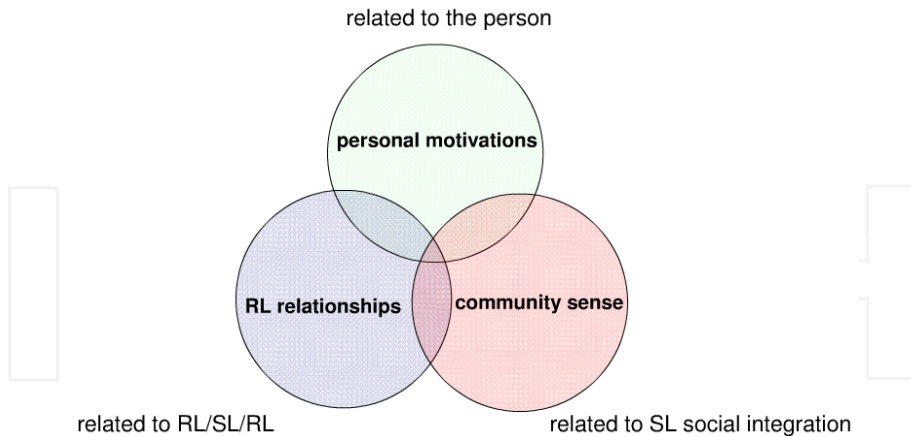 related to the person
personal motivations
RL relationships
community sense
related to RL/SL/RL
related to SL social integration